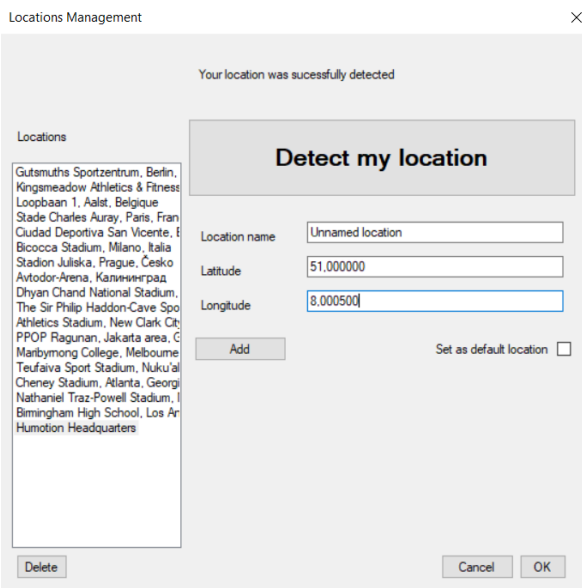 Locations Management
Your location was sucessfully detected
Locations
Gutsmuths Sportzentrum, Berlin,
Kingsmeadow Athletics & Fitness
Loopbaan 1, Aalst, Belgique
Stade Charles Auray, Paris, Fran
Ciudad Deportiva San Vicente, E
Bicocca Stadium, Milano, Italia
Stadion Juliska, Prague, Česko
Avtodor-Arena, Калининград
Dhyan Chand National Stadium,
The Sir Philip Haddon-Cave Spo
Athletics Stadium, New Clark City
PPOP Ragunan, Jakarta area, G
Maribyrnong College, Melbourne
Teufaiva Sport Stadium, Nuku'al
Cheney Stadium, Atlanta, Georgi
Nathaniel Traz-Powell Stadium,
Birmingham High School, Los An
Humotion Headquarters
Delete
Detect my location
Location name
Unnamed location
Latitude
51,000000
Longitude
8,000500
Add
Set as default location
Cancel
OK